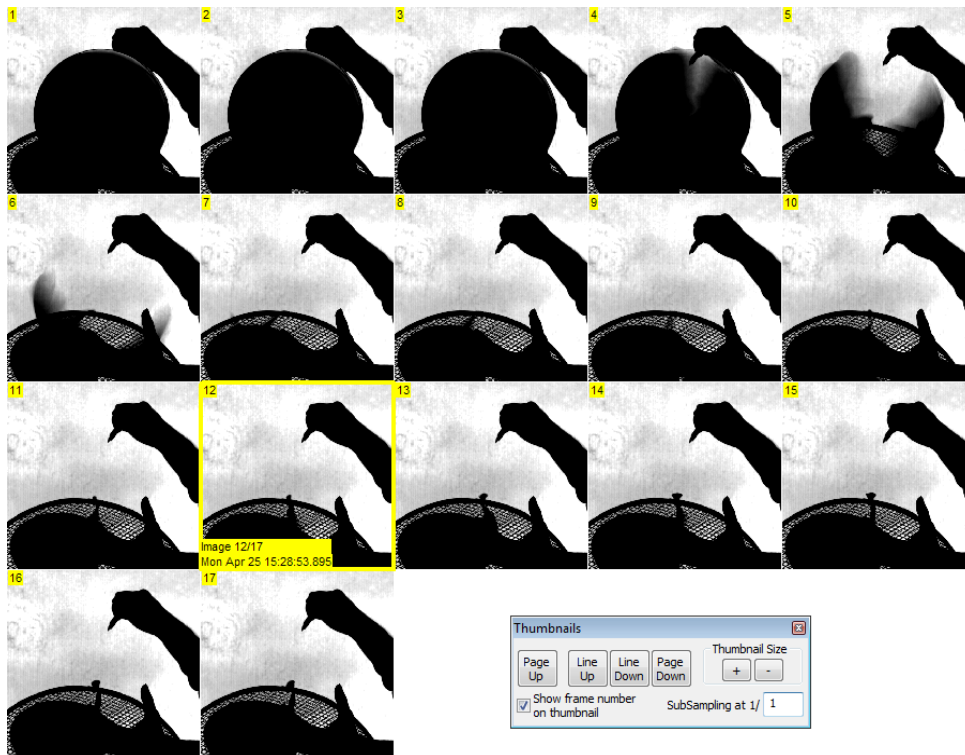 1
2
3
4
5
6
7
8
9
10
11
12
13
14
15
Image 12/17
Mon Apr 25 15:28:53.895
16
17
Thumbnails
Page Up
Line Up
Line Down
Page Down
Thumbnail Size
+
-
Show frame number
on thumbnail
SubSampling at 1/ 1